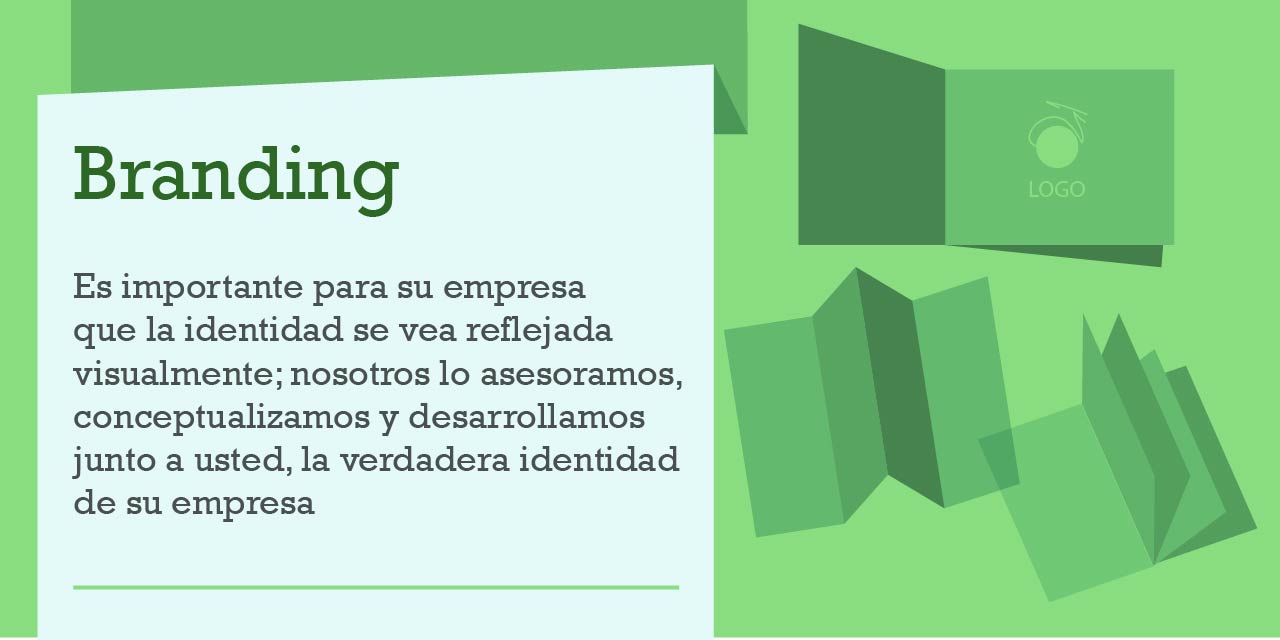 Branding
Es importante para su empresa
que la identidad se vea reflejada
visualmente; nosotros lo asesoramos,
conceptualizamos y desarrollamos
junto a usted, la verdadera identidad
de su empresa
LOGO